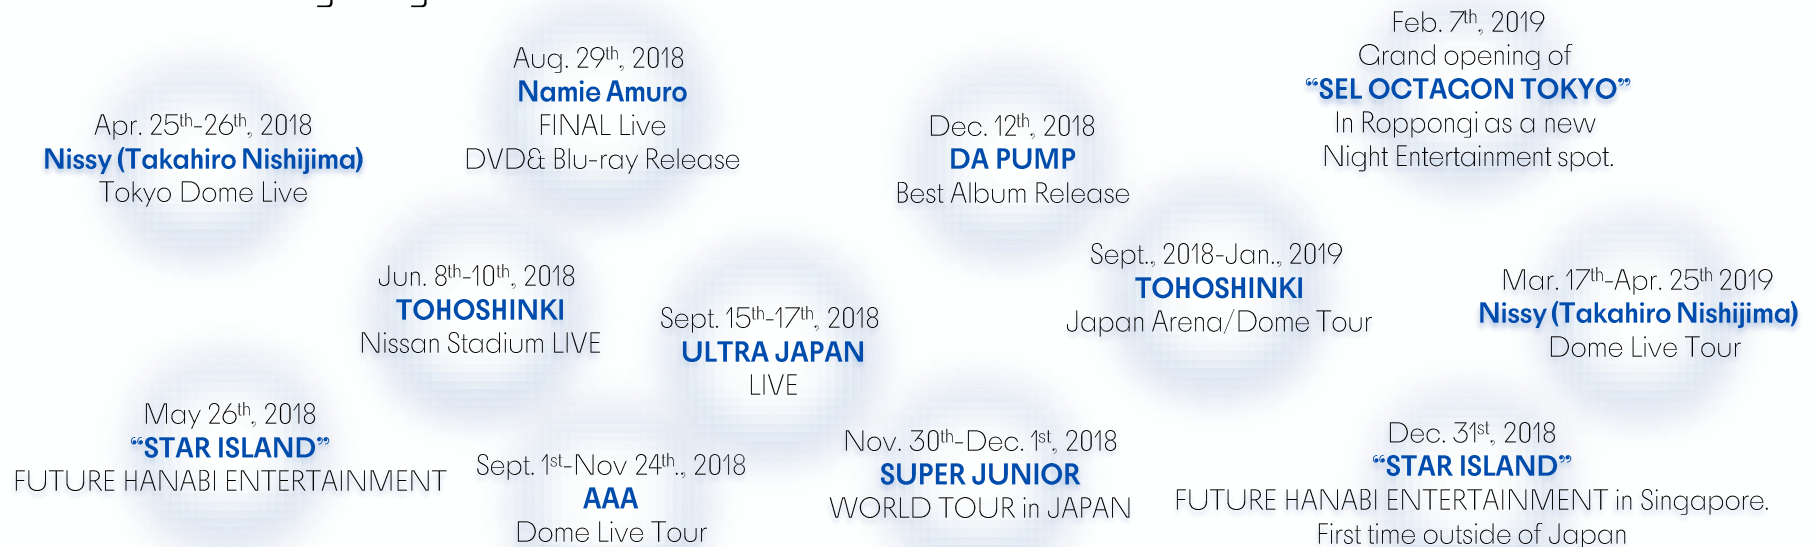 Apr. 25th-26th, 2018
Nissy (Takahiro Nishijima)
Tokyo Dome Live
Aug. 29th, 2018
Namie Amuro
FINAL Live
DVD& Blu-ray Release
Dec. 12th, 2018
DA PUMP
Best Album Release
Feb. 7th, 2019
Grand opening of
“SEL OCTAGON TOKYO”
In Roppongi as a new
Night Entertainment spot.
Jun. 8th-10th, 2018
TOHOSHINKI
Nissan Stadium LIVE
Sept. 15th-17th, 2018
ULTRA JAPAN
LIVE
Sept., 2018-Jan., 2019
TOHOSHINKI
Japan Arena/Dome Tour
Mar. 17th-Apr. 25th 2019
Nissy (Takahiro Nishijima)
Dome Live Tour
May 26th, 2018
“STAR ISLAND”
FUTURE HANABI ENTERTAINMENT
Sept. 1st-Nov 24th., 2018
AAA
Dome Live Tour
Nov. 30th-Dec. 1st, 2018
SUPER JUNIOR
WORLD TOUR in JAPAN
Dec. 31st, 2018
“STAR ISLAND”
FUTURE HANABI ENTERTAINMENT in Singapore.
First time outside of Japan